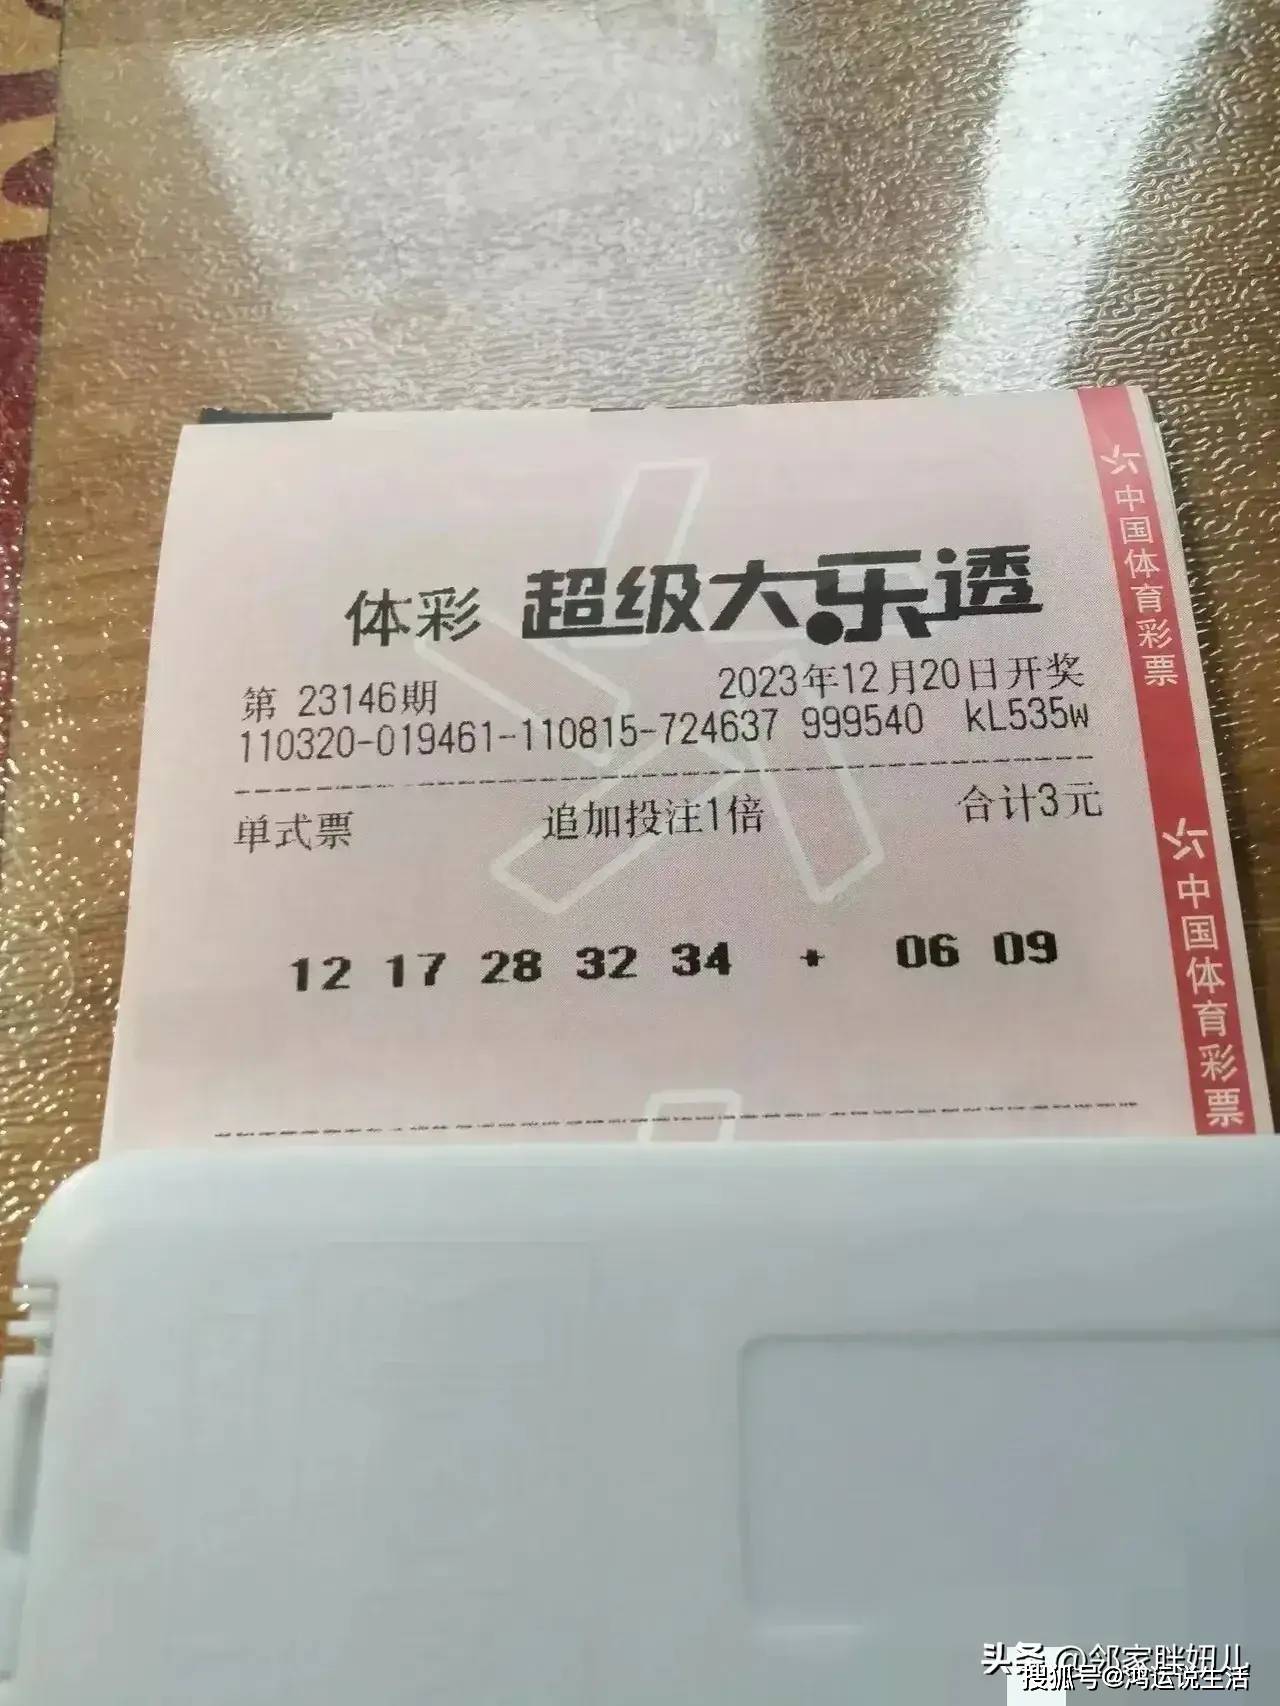 体彩 超级大乐透
第 23146期 2023年12月20日开奖
110320-019461-110815-724637 999540 kL535W
单式票 追加投注1倍 合计3元
12 17 28 32 34 + 06 09
中国体育彩票
中国体育彩票
头条 @邻家胖妞儿
搜狐号@鸿运说生活